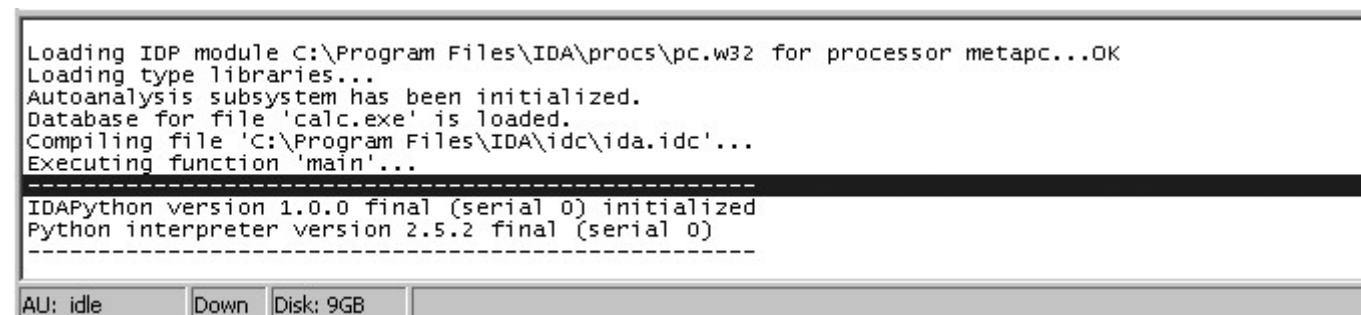 Loading IDP module C:\Program Files\IDA\procs\pc.w32 for processor metapc...OK
Loading type libraries...
Autoanalysis subsystem has been initialized.
Database for file 'calc.exe' is loaded.
Compiling file 'C:\Program Files\IDA\idc\ida.idc'...
Executing function 'main'...
----------------------------------------------------
IDAPython version 1.0.0 final (serial 0) initialized
Python interpreter version 2.5.2 final (serial 0)
----------------------------------------------------
AU: idle Down Disk: 9GB